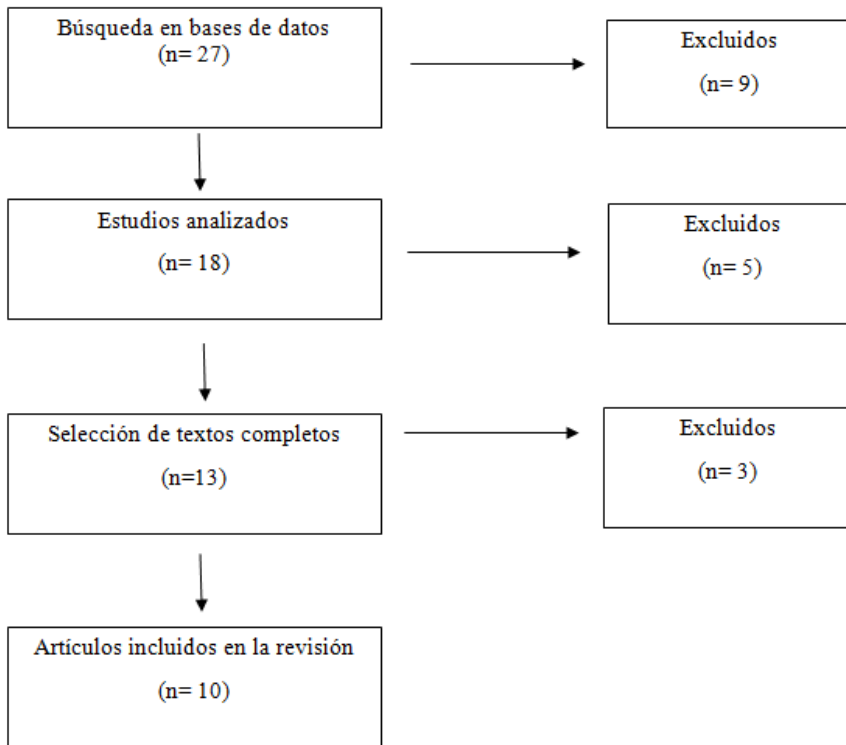 Búsqueda en bases de datos
(n= 27)
Excluidos
(n= 9)
Estudios analizados
(n= 18)
Excluidos
(n= 5)
Selección de textos completos
(n=13)
Excluidos
(n= 3)
Artículos incluidos en la revisión
(n= 10)